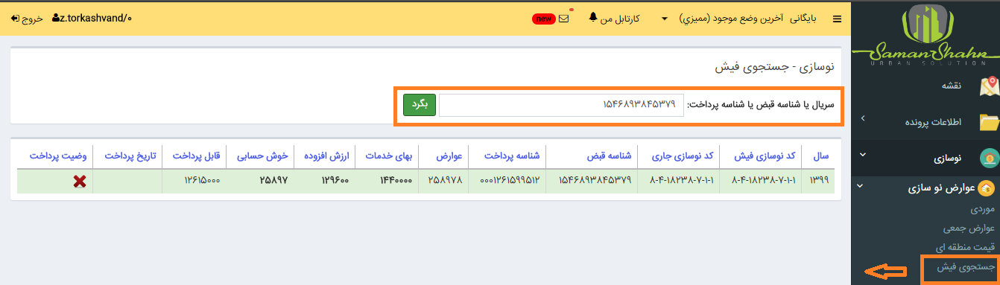 بایگانی آخرین وضع موجود (ممیزي) کارتابل من new z.torkashvand/۰ خروج
SamanShahr
URBAN SOLUTION
نقشه
اطلاعات پرونده
نوسازی
عوارض نو سازی
موردی
عوارض جمعی
قیمت منطقه ای
جستجوی فیش
نوسازی - جستجوی فیش
سریال یا شناسه قبض یا شناسه پرداخت: ۱۵۴۶۸۹۳۸۴۵۳۷۹ بگرد
سال کد نوسازی فیش کد نوسازی جاری شناسه قبض شناسه پرداخت عوارض بهای خدمات ارزش افزوده خوش حسابی قابل پرداخت تاریخ پرداخت وضیت پرداخت
۱۳۹۹ ۸-۴-۱۸۲۳۸-۷-۱-۱ ۸-۴-۱۸۲۳۸-۷-۱-۱ ۱۵۴۶۸۹۳۸۴۵۳۷۹ ۰۰۰۱۲۶۱۵۹۹۵۱۲ ۲۵۸۹۷۸ ۱۴۴۰۰۰۰ ۱۲۹۶۰۰ ۲۵۸۹۷ ۱۲۶۱۵۰۰۰